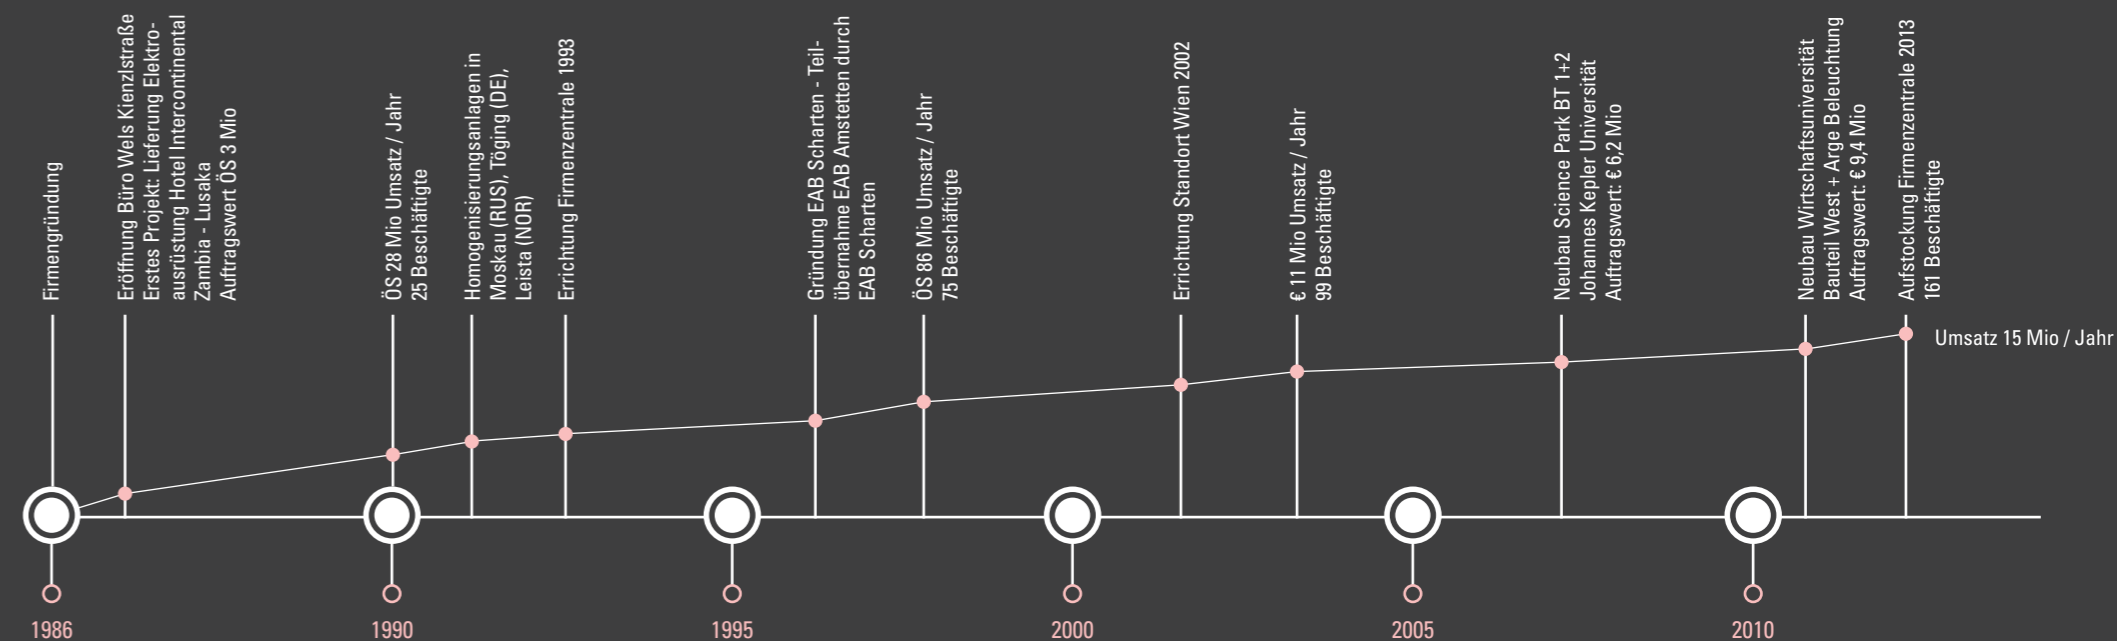 Firmengründung
Eröffnung Büro Wels Kienzlstraße
Erstes Projekt: Lieferung Elektro-
ausrüstung Hotel Intercontinental
Zambia - Lusaka
Auftragswert ÖS 3 Mio
ÖS 28 Mio Umsatz / Jahr
25 Beschäftigte
Homogenisierungsanlagen in
Moskau (RUS), Töging (DE),
Leista (NOR)
Errichtung Firmenzentrale 1993
Gründung EAB Scharten - Teil-
übernahme EAB Amstetten durch
EAB Scharten
ÖS 86 Mio Umsatz / Jahr
75 Beschäftigte
Errichtung Standort Wien 2002
€ 11 Mio Umsatz / Jahr
99 Beschäftigte
Neubau Science Park BT 1+2
Johannes Kepler Universität
Auftragswert: € 6,2 Mio
Neubau Wirtschaftsuniversität
Bauteil West + Arge Beleuchtung
Auftragswert: € 9,4 Mio
Aufstockung Firmenzentrale 2013
161 Beschäftigte
Umsatz 15 Mio / Jahr
1986
1990
1995
2000
2005
2010